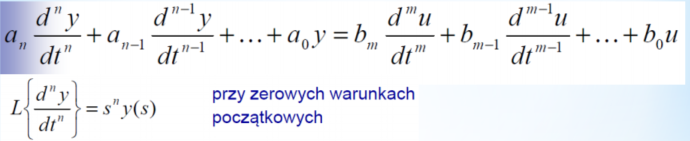 a_n d^n y/dt^n + a_{n-1} d^{n-1} y/dt^{n-1} + ... + a_0 y = b_m d^m u/dt^m + b_{m-1} d^{m-1} u/dt^{m-1} + ... + b_0 u
L{d^n y/dt^n} = s^n y(s)
przy zerowych warunkach
początkowych